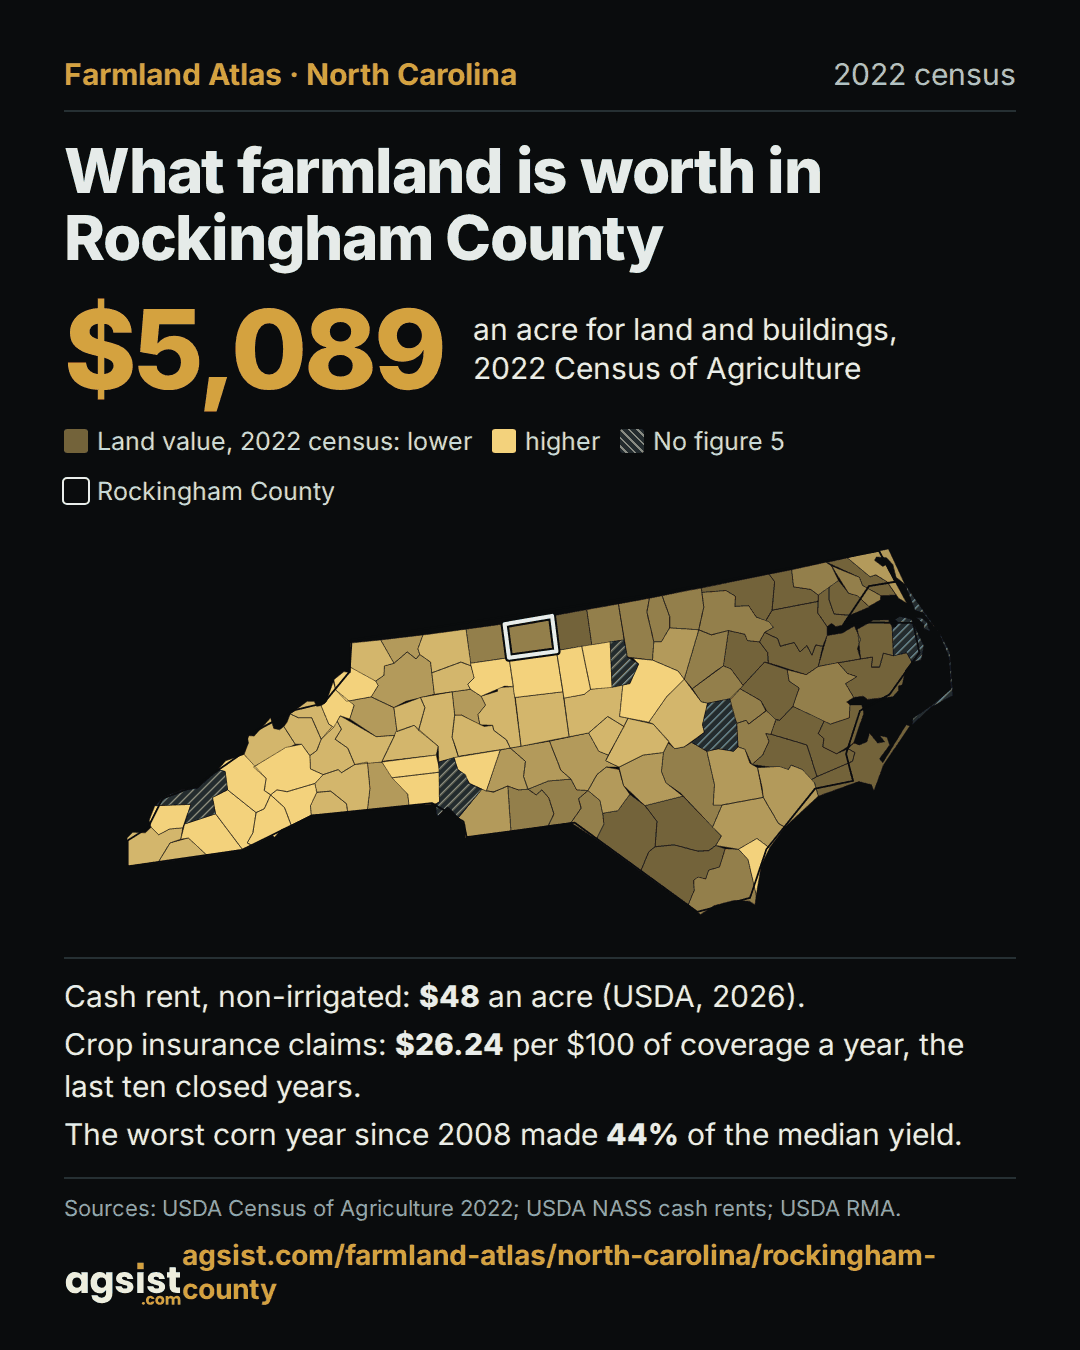 Farmland Atlas · North Carolina
2022 census
What farmland is worth in
Rockingham County
$5,089
an acre for land and buildings,
2022 Census of Agriculture
Land value, 2022 census: lower higher No figure 5
Rockingham County
Cash rent, non-irrigated: $48 an acre (USDA, 2026).
Crop insurance claims: $26.24 per $100 of coverage a year, the
last ten closed years.
The worst corn year since 2008 made 44% of the median yield.
Sources: USDA Census of Agriculture 2022; USDA NASS cash rents; USDA RMA.
agsist.com
agsist.com/farmland-atlas/north-carolina/rockingham-
county